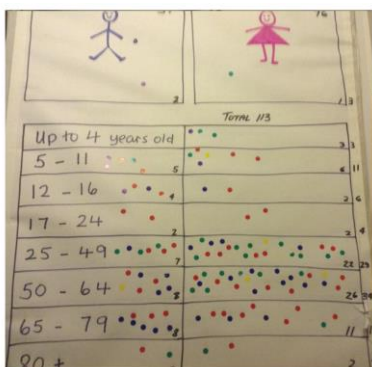 2
1 3
TOTAL 113
Up to 4 years old 3 3
5 - 11 5 6 11
12 - 16 4 2 6
17 - 24 2 2 4
25 - 49 7 22
50 - 64 8 26
65 - 79 8 11
80 + 2